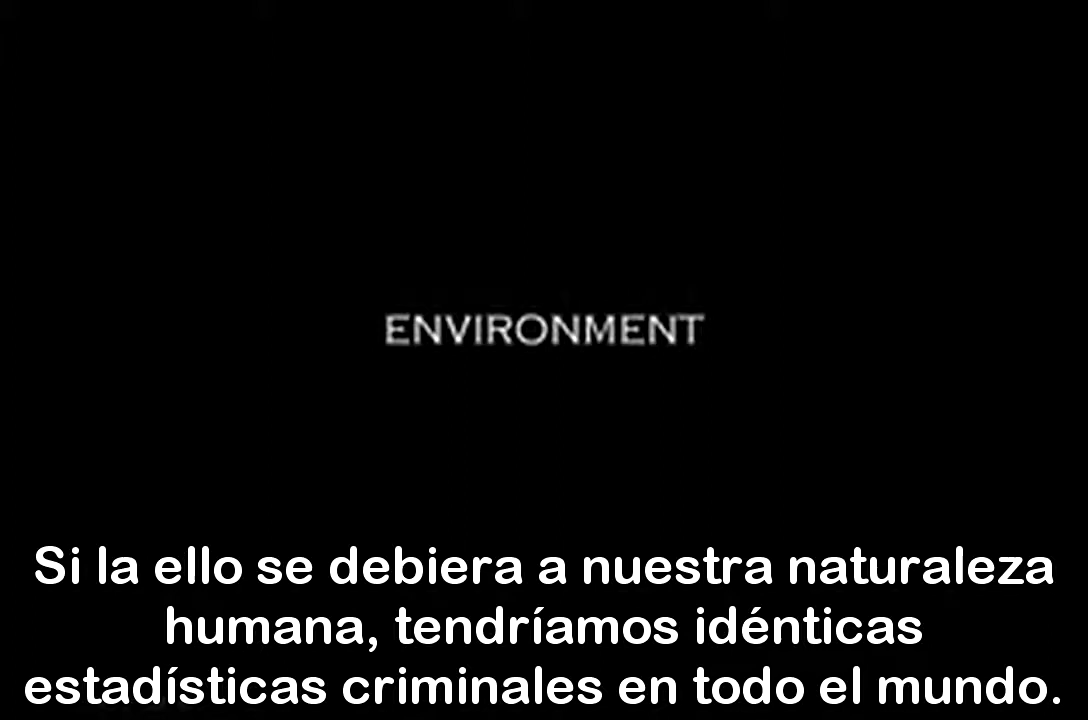 ENVIRONMENT
Si la ello se debiera a nuestra naturaleza
humana, tendríamos idénticas
estadísticas criminales en todo el mundo.